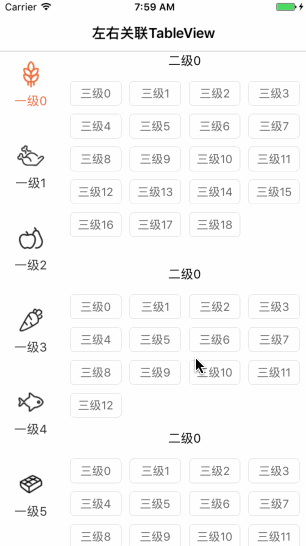 Carrier 7:59 AM
左右关联TableView
一级0
一级1
一级2
一级3
一级4
一级5
二级0
三级0 三级1 三级2 三级3
三级4 三级5 三级6 三级7
三级8 三级9 三级10 三级11
三级12 三级13 三级14 三级15
三级16 三级17 三级18
二级0
三级0 三级1 三级2 三级3
三级4 三级5 三级6 三级7
三级8 三级9 三级10 三级11
三级12
二级0
三级0 三级1 三级2 三级3
三级4 三级5 三级6 三级7
三级8 三级9 三级10 三级11